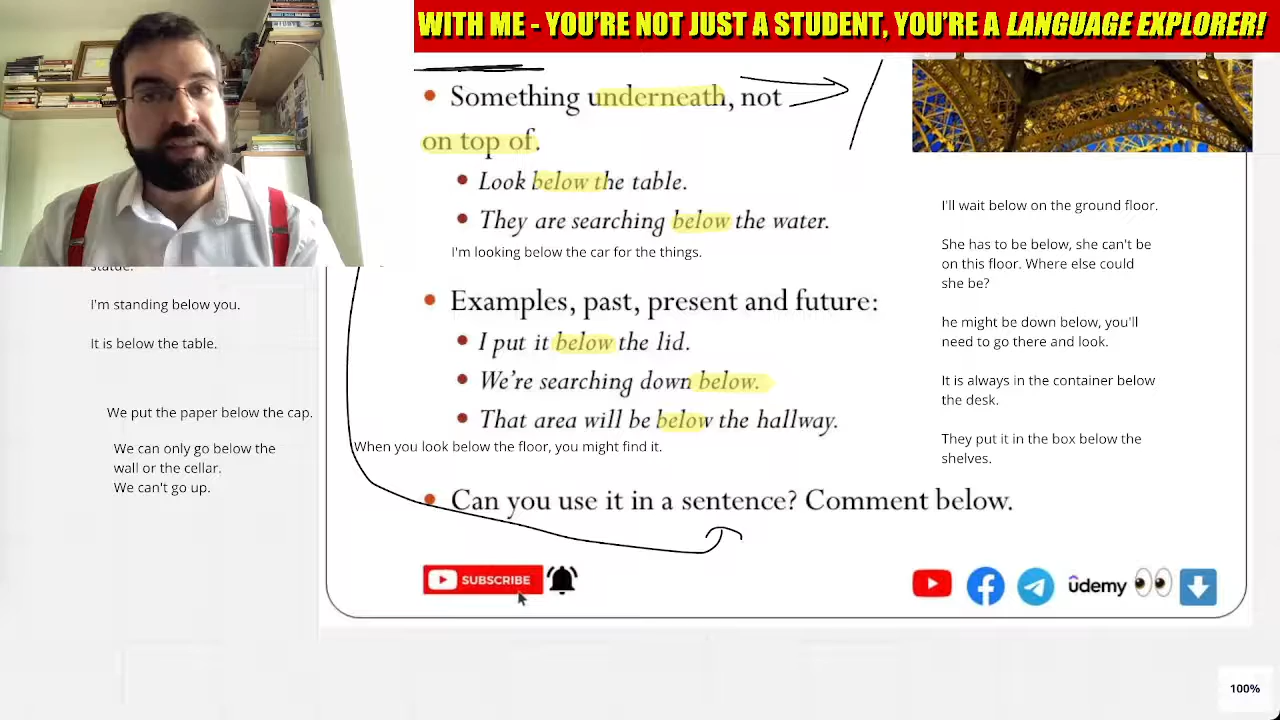 WITH ME - YOU'RE NOT JUST A STUDENT, YOU'RE A LANGUAGE EXPLORER!
Something underneath, not
on top of.
Look below the table.
They are searching below the water.
I'm looking below the car for the things.
Examples, past, present and future:
I put it below the lid.
We're searching down below.
That area will be below the hallway.
When you look below the floor, you might find it.
Can you use it in a sentence? Comment below.
SUBSCRIBE
statue.
I'm standing below you.
It is below the table.
We put the paper below the cap.
We can only go below the
wall or the cellar.
We can't go up.
I'll wait below on the ground floor.
She has to be below, she can't be
on this floor. Where else could
she be?
he might be down below, you'll
need to go there and look.
It is always in the container below
the desk.
They put it in the box below the
shelves.
udemy
100%